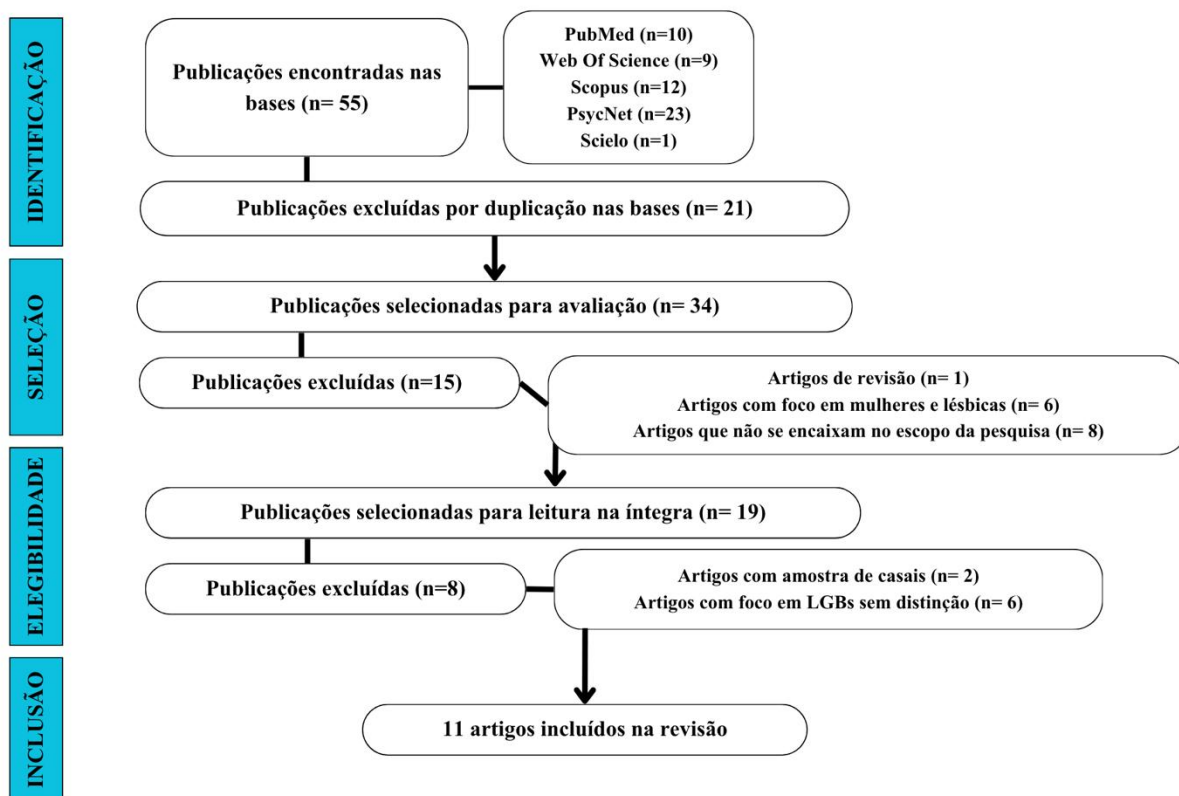 IDENTIFICAÇÃO
Publicações encontradas nas
bases (n= 55)
PubMed (n=10)
Web Of Science (n=9)
Scopus (n=12)
PsycNet (n=23)
Scielo (n=1)
Publicações excluídas por duplicação nas bases (n= 21)
SELEÇÃO
Publicações selecionadas para avaliação (n= 34)
Publicações excluídas (n=15)
Artigos de revisão (n= 1)
Artigos com foco em mulheres e lésbicas (n= 6)
Artigos que não se encaixam no escopo da pesquisa (n= 8)
ELEGIBILIDADE
Publicações selecionadas para leitura na íntegra (n= 19)
Publicações excluídas (n=8)
Artigos com amostra de casais (n= 2)
Artigos com foco em LGBs sem distinção (n= 6)
INCLUSÃO
11 artigos incluídos na revisão